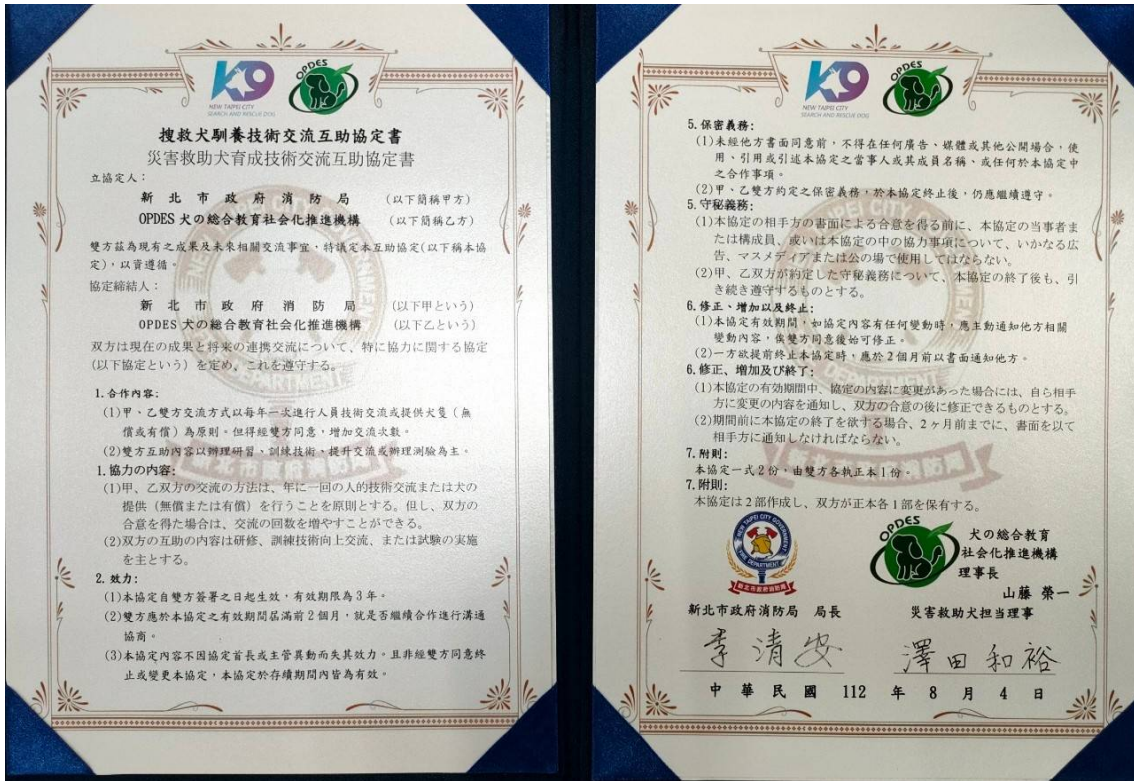 K9
NEW TAIPEI CITY
SEARCH AND RESCUE DOG
OPDES
搜救犬馴養技術交流互助協定書
災害救助犬育成技術交流互助協定書
立協定人：
新北市政府消防局 (以下簡稱甲方)
OPDES 犬の総合教育社会化推進機構 (以下簡稱乙方)
雙方茲為現有之成果及未來相關交流事宜，特議定本互助協定(以下稱本協
定)，以資遵循。
協定締結人：
新北市政府消防局 (以下甲という)
OPDES 犬の総合教育社会化推進機構 (以下乙という)
双方は現在の成果と将来の連携交流について、特に協力に関する協定
(以下協定という）を定め、これを遵守する。
1.合作內容:
(1)甲、乙雙方交流方式以每年一次進行人員技術交流或提供犬隻（無
償或有償）為原則。但得經雙方同意，增加交流次數。
(2)雙方互助內容以辦理研習、訓練技術，提升交流或辦理測驗為主。
1.協力の内容:
(1)甲、乙双方の交流の方法は、年に一回の人的技術交流または犬の
提供（無償または有償）を行うことを原則とする。但し、双方の
合意を得た場合は、交流の回数を増やすことができる。
(2)双方の互助の内容は研修、訓練技術向上交流、または試験の実施
を主とする。
2.效力:
(1)本協定自雙方簽署之日起生效，有效期限為3年。
(2)雙方應於本協定之有效期間屆滿前2個月，就是否繼續合作進行溝通
協商。
(3)本協定內容不因協定首長或主管異動而失其效力。且非經雙方同意終
止或變更本協定，本協定於存續期間內皆為有效。
K9
NEW TAIPEI CITY
SEARCH AND RESCUE DOG
OPDES
5.保密義務:
(1)未經他方書面同意前，不得在任何廣告、媒體或其他公開場合，使
用、引用或引述本協定之當事人或其成員名稱、或任何於本協定中
之合作事項。
(2)甲、乙雙方約定之保密義務，於本協定終止後，仍應繼續遵守。
5.守秘義務:
(1)本協定の相手方の書面による合意を得る前に、本協定の当事者ま
たは構成員、或いは本協定の中の協力事項について、いかなる広
告、マスメディアまたは公の場で使用してはならない。
(2)甲、乙双方が約定した守秘義務について、本協定の終了後も、引
き続き遵守するものとする。
6.修正、增加以及終止:
(1)本協定有效期間，如協定內容有任何變動時，應主動通知他方相關
變動內容，俟雙方同意後始可修正。
(2)一方欲提前終止本協定時，應於2個月前以書面通知他方。
6.修正、増加及び終了:
(1)本協定の有効期間中、協定の内容に変更があった場合には、自ら相手
方に変更の内容を通知し、双方の合意の後に修正できるものとする。
(2)期間前に本協定の終了を欲する場合、2ヶ月前までに、書面を以て
相手方に通知しなければならない。
7.附則:
本協定一式2份，由雙方各執正本1份。
7.附則:
本協定は2部作成し、双方が正本各1部を保有する。
NEW TAIPEI CITY GOVERNMENT
FIRE DEPARTMENT
新北市政府消防局
OPDES
犬の総合教育
社会化推進機構
理事長
山藤 榮一
新北市政府消防局 局長
災害救助犬担当理事
李清安
澤田和裕
中華民國 112 年 8 月 4 日